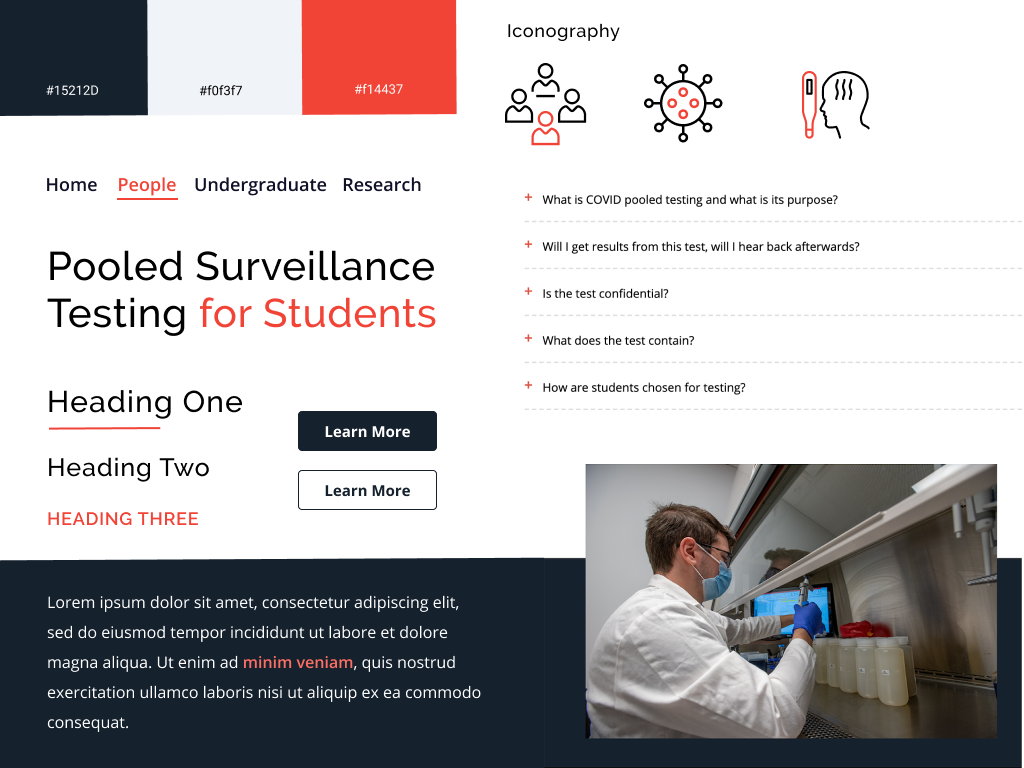 #15212D
#f0f3f7
#f14437
Iconography
Home People Undergraduate Research
Pooled Surveillance
Testing for Students
Heading One
Heading Two
HEADING THREE
Learn More
Learn More
+ What is COVID pooled testing and what is its purpose?
+ Will I get results from this test, will I hear back afterwards?
+ Is the test confidential?
+ What does the test contain?
+ How are students chosen for testing?
Lorem ipsum dolor sit amet, consectetur adipiscing elit,
sed do eiusmod tempor incididunt ut labore et dolore
magna aliqua. Ut enim ad minim veniam, quis nostrud
exercitation ullamco laboris nisi ut aliquip ex ea commodo
consequat.